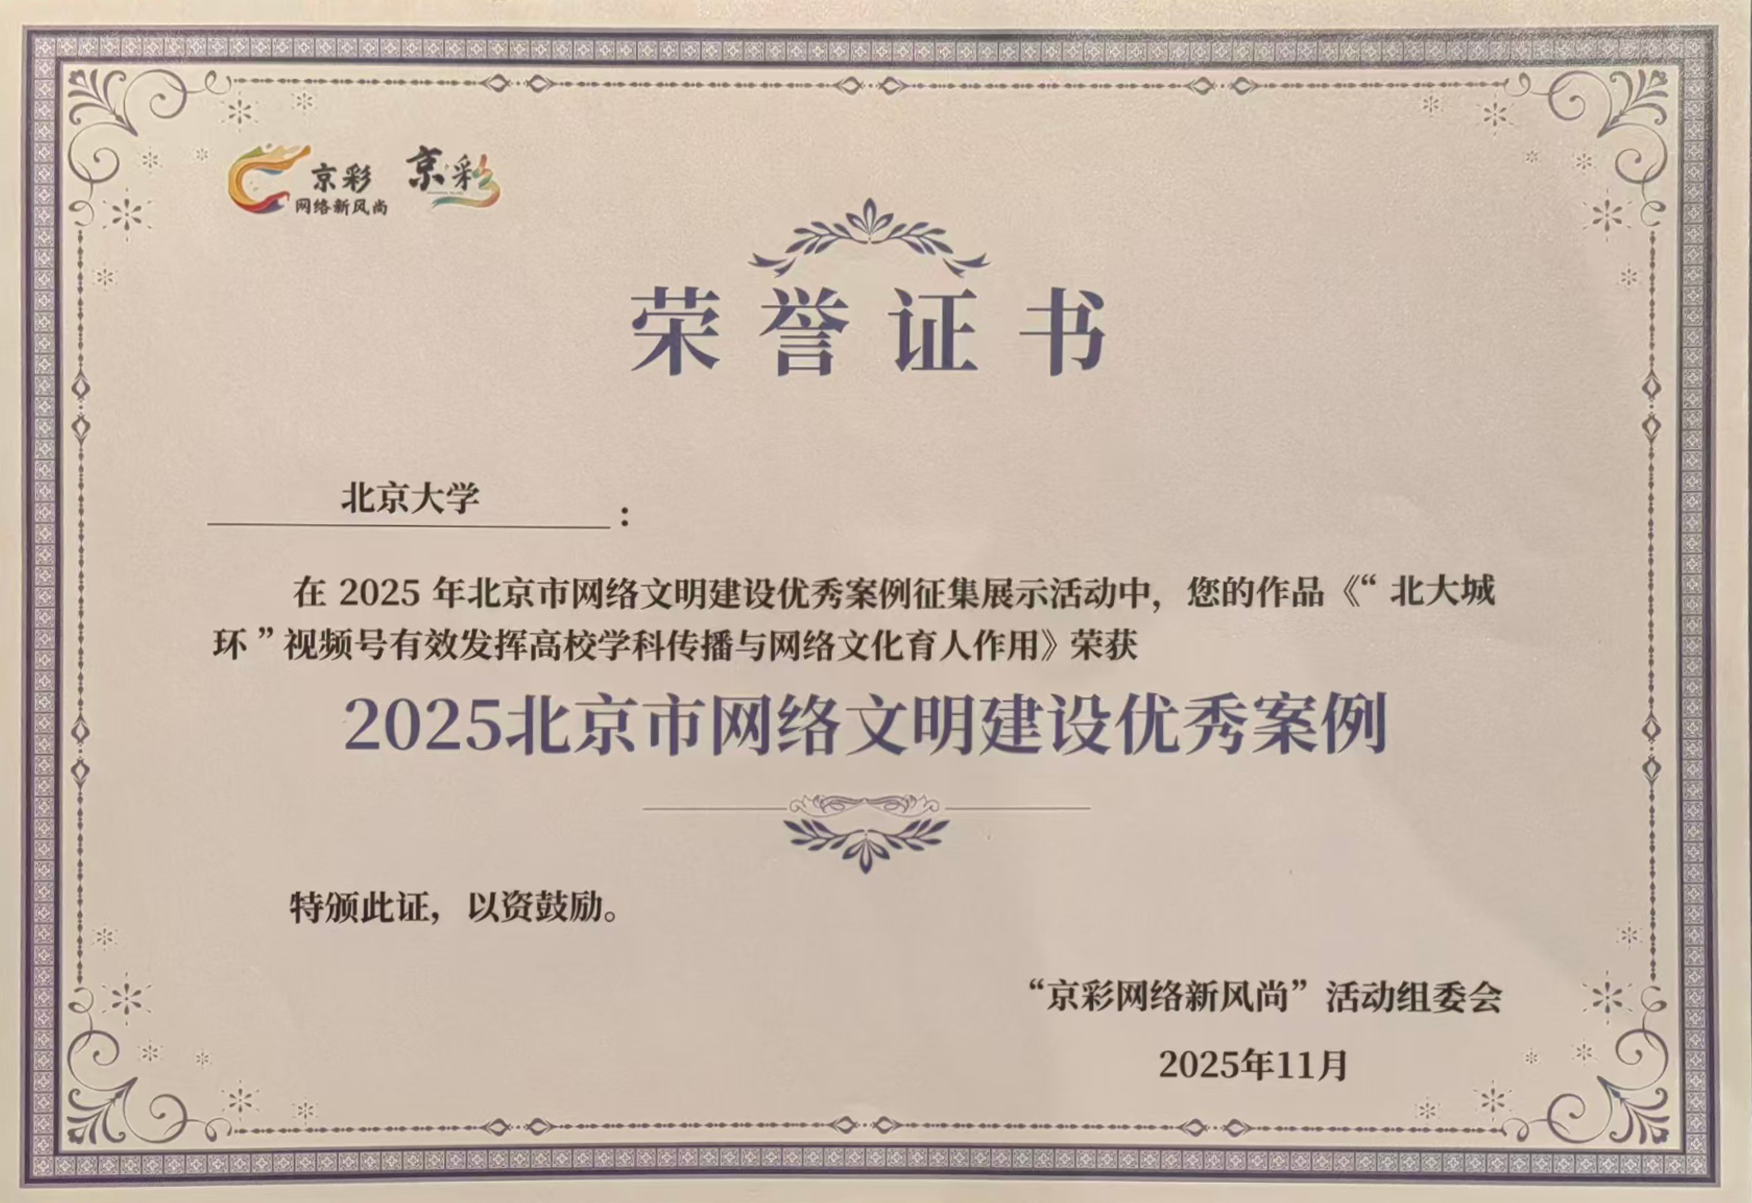 京彩
网络新风尚
京彩
荣誉证书
北京大学：
在 2025 年北京市网络文明建设优秀案例征集展示活动中，您的作品《“北大城
环”视频号有效发挥高校学科传播与网络文化育人作用》荣获
2025北京市网络文明建设优秀案例
特颁此证，以资鼓励。
“京彩网络新风尚”活动组委会
2025年11月